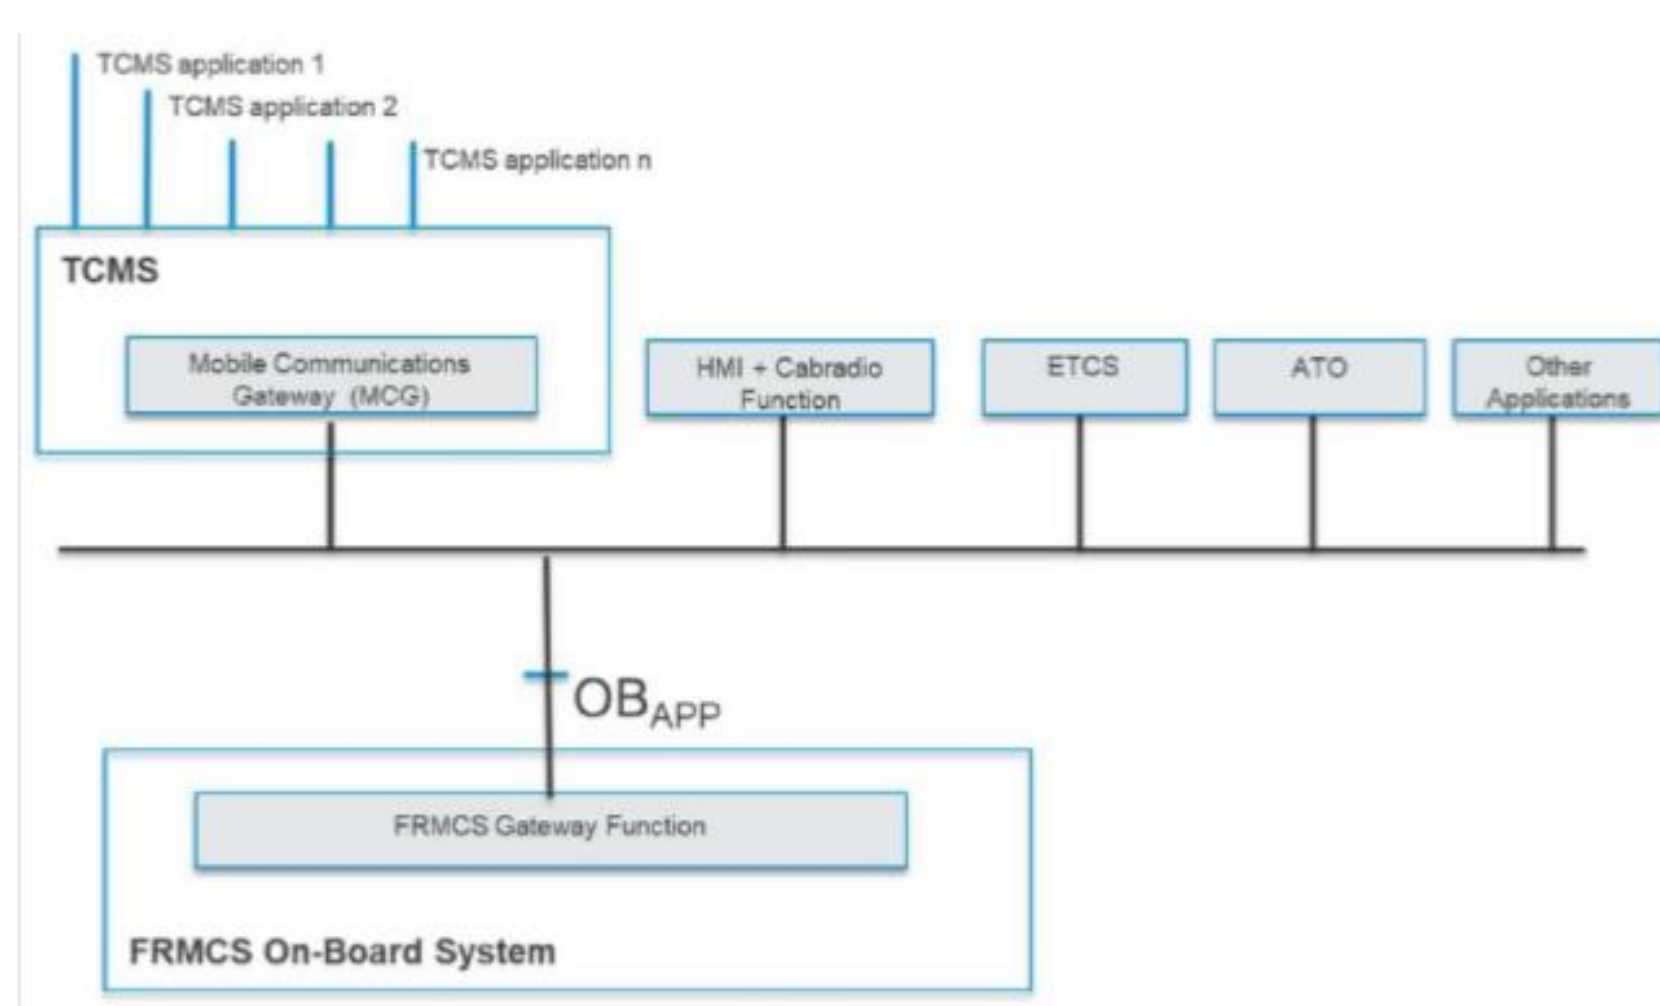 TCMS application 1
TCMS application 2
TCMS application n
TCMS
Mobile Communications
Gateway (MCG)
HMI + Cabradio
Function
ETCS
ATO
Other
Applications
OBAPP
FRMCS Gateway Function
FRMCS On-Board System